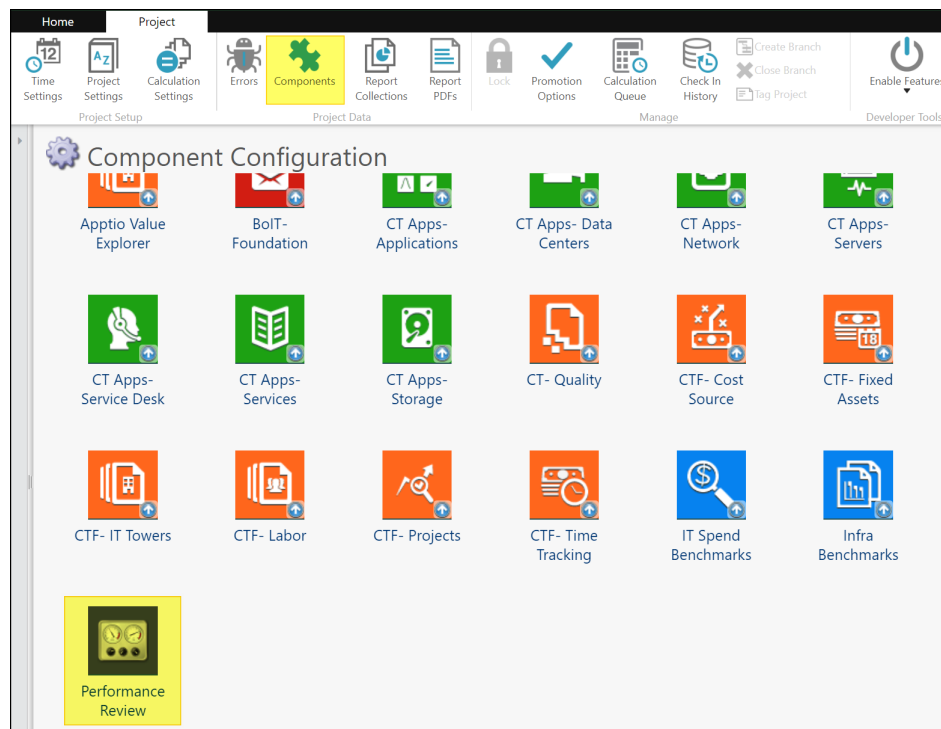 Home Project
12
A Z
Time Settings
Project Settings
Calculation Settings
Errors
Components
Report Collections
Report PDFs
Lock
Promotion Options
Calculation Queue
Check In History
Create Branch
Close Branch
Tag Project
Enable Features
Project Setup
Project Data
Manage
Developer Tools
Component Configuration
Apptio Value Explorer
BoIT- Foundation
CT Apps- Applications
CT Apps- Data Centers
CT Apps- Network
CT Apps- Servers
18
CT Apps- Service Desk
CT Apps- Services
CT Apps- Storage
CT- Quality
CTF- Cost Source
CTF- Fixed Assets
$
CTF- IT Towers
CTF- Labor
CTF- Projects
CTF- Time Tracking
IT Spend Benchmarks
Infra Benchmarks
Performance Review